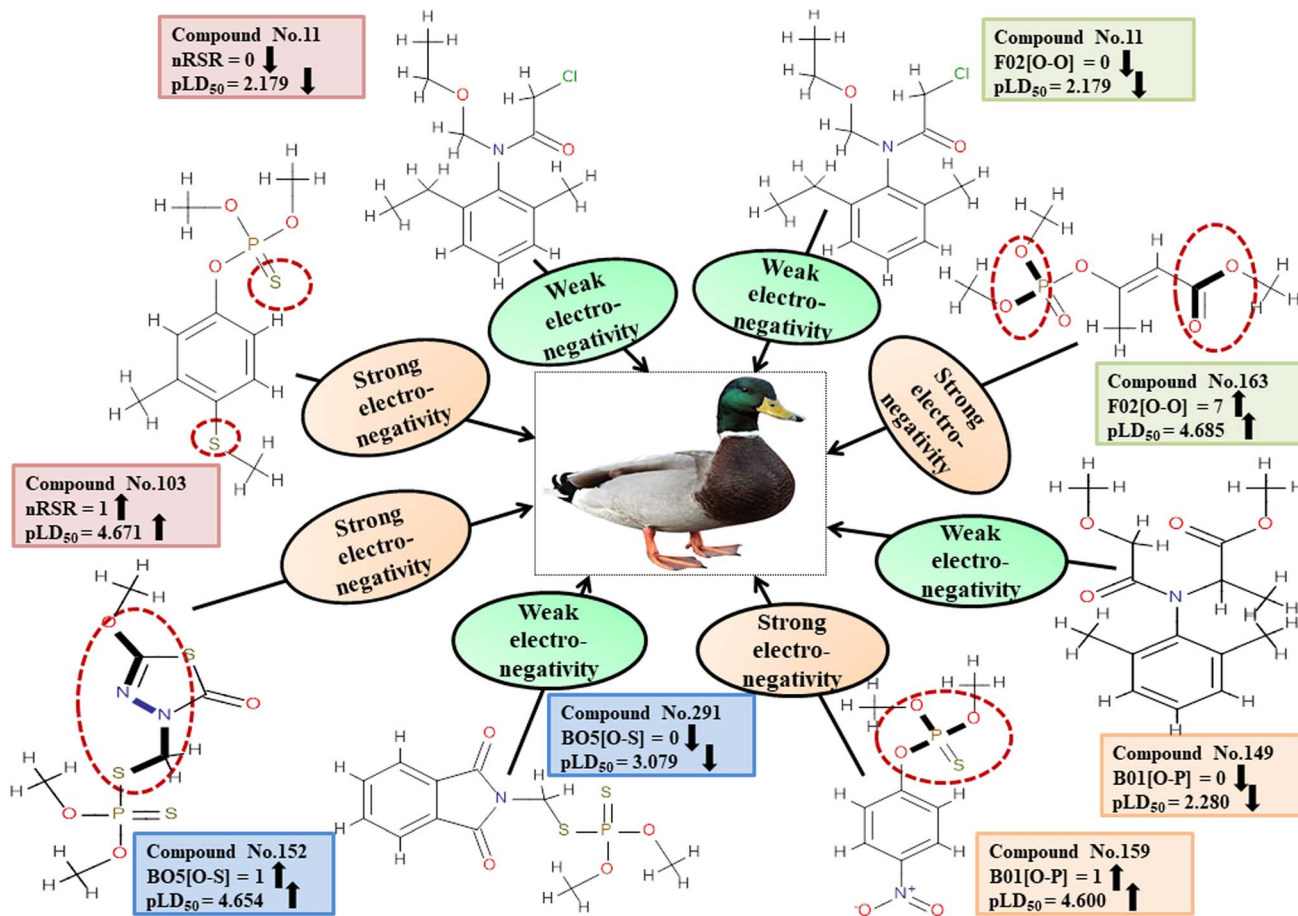 Compound No.11
nRSR = 0
pLD50 = 2.179
Compound No.11
F02[O-O] = 0
pLD50 = 2.179
Weak
electro-
negativity
Weak
electro-
negativity
Strong
electro-
negativity
Strong
electro-
negativity
Compound No.163
F02[O-O] = 7
pLD50 = 4.685
Compound No.103
nRSR = 1
pLD50 = 4.671
Strong
electro-
negativity
Weak
electro-
negativity
Weak
electro-
negativity
Strong
electro-
negativity
Compound No.291
BO5[O-S] = 0
pLD50 = 3.079
Compound No.149
B01[O-P] = 0
pLD50 = 2.280
Compound No.152
BO5[O-S] = 1
pLD50 = 4.654
Compound No.159
B01[O-P] = 1
pLD50 = 4.600